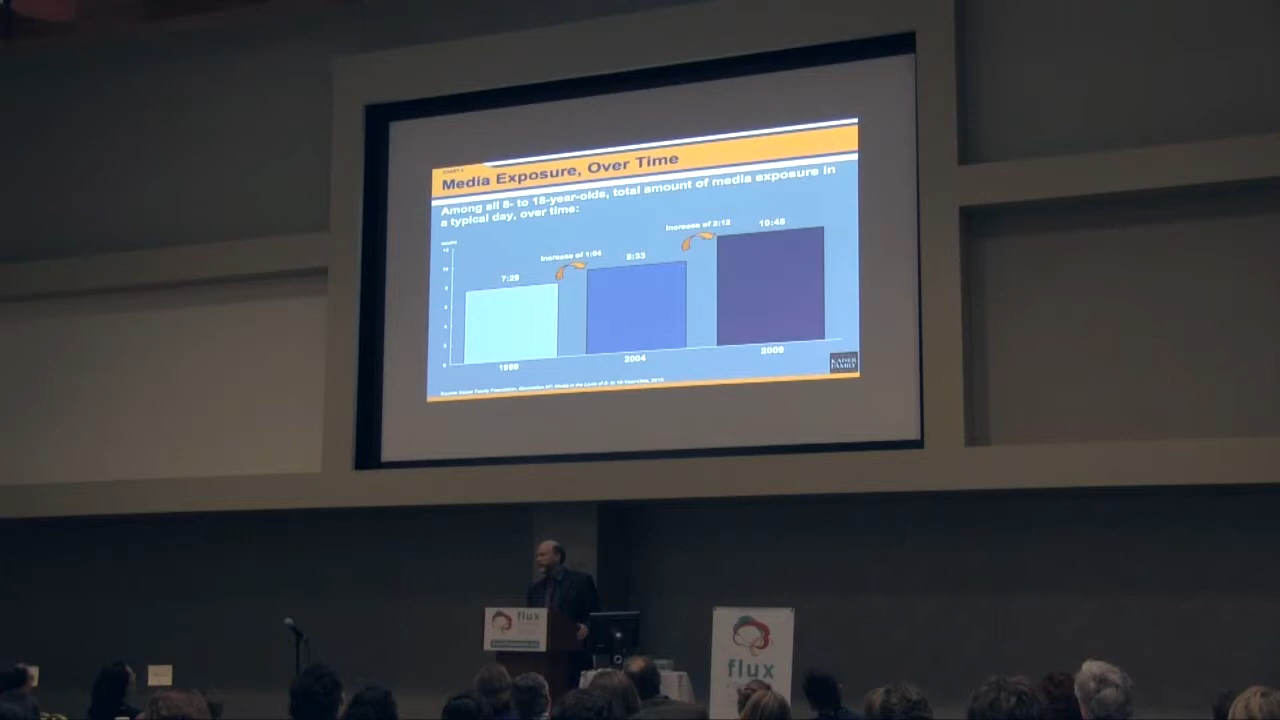 Media Exposure, Over Time
Among all 8- to 18-year-olds, total amount of media exposure in
a typical day, over time:
Increase of 2:12
10:45
Increase of 1:04
8:33
7:29
1999
2004
2009
KAISER
FAMILY
flux
flux